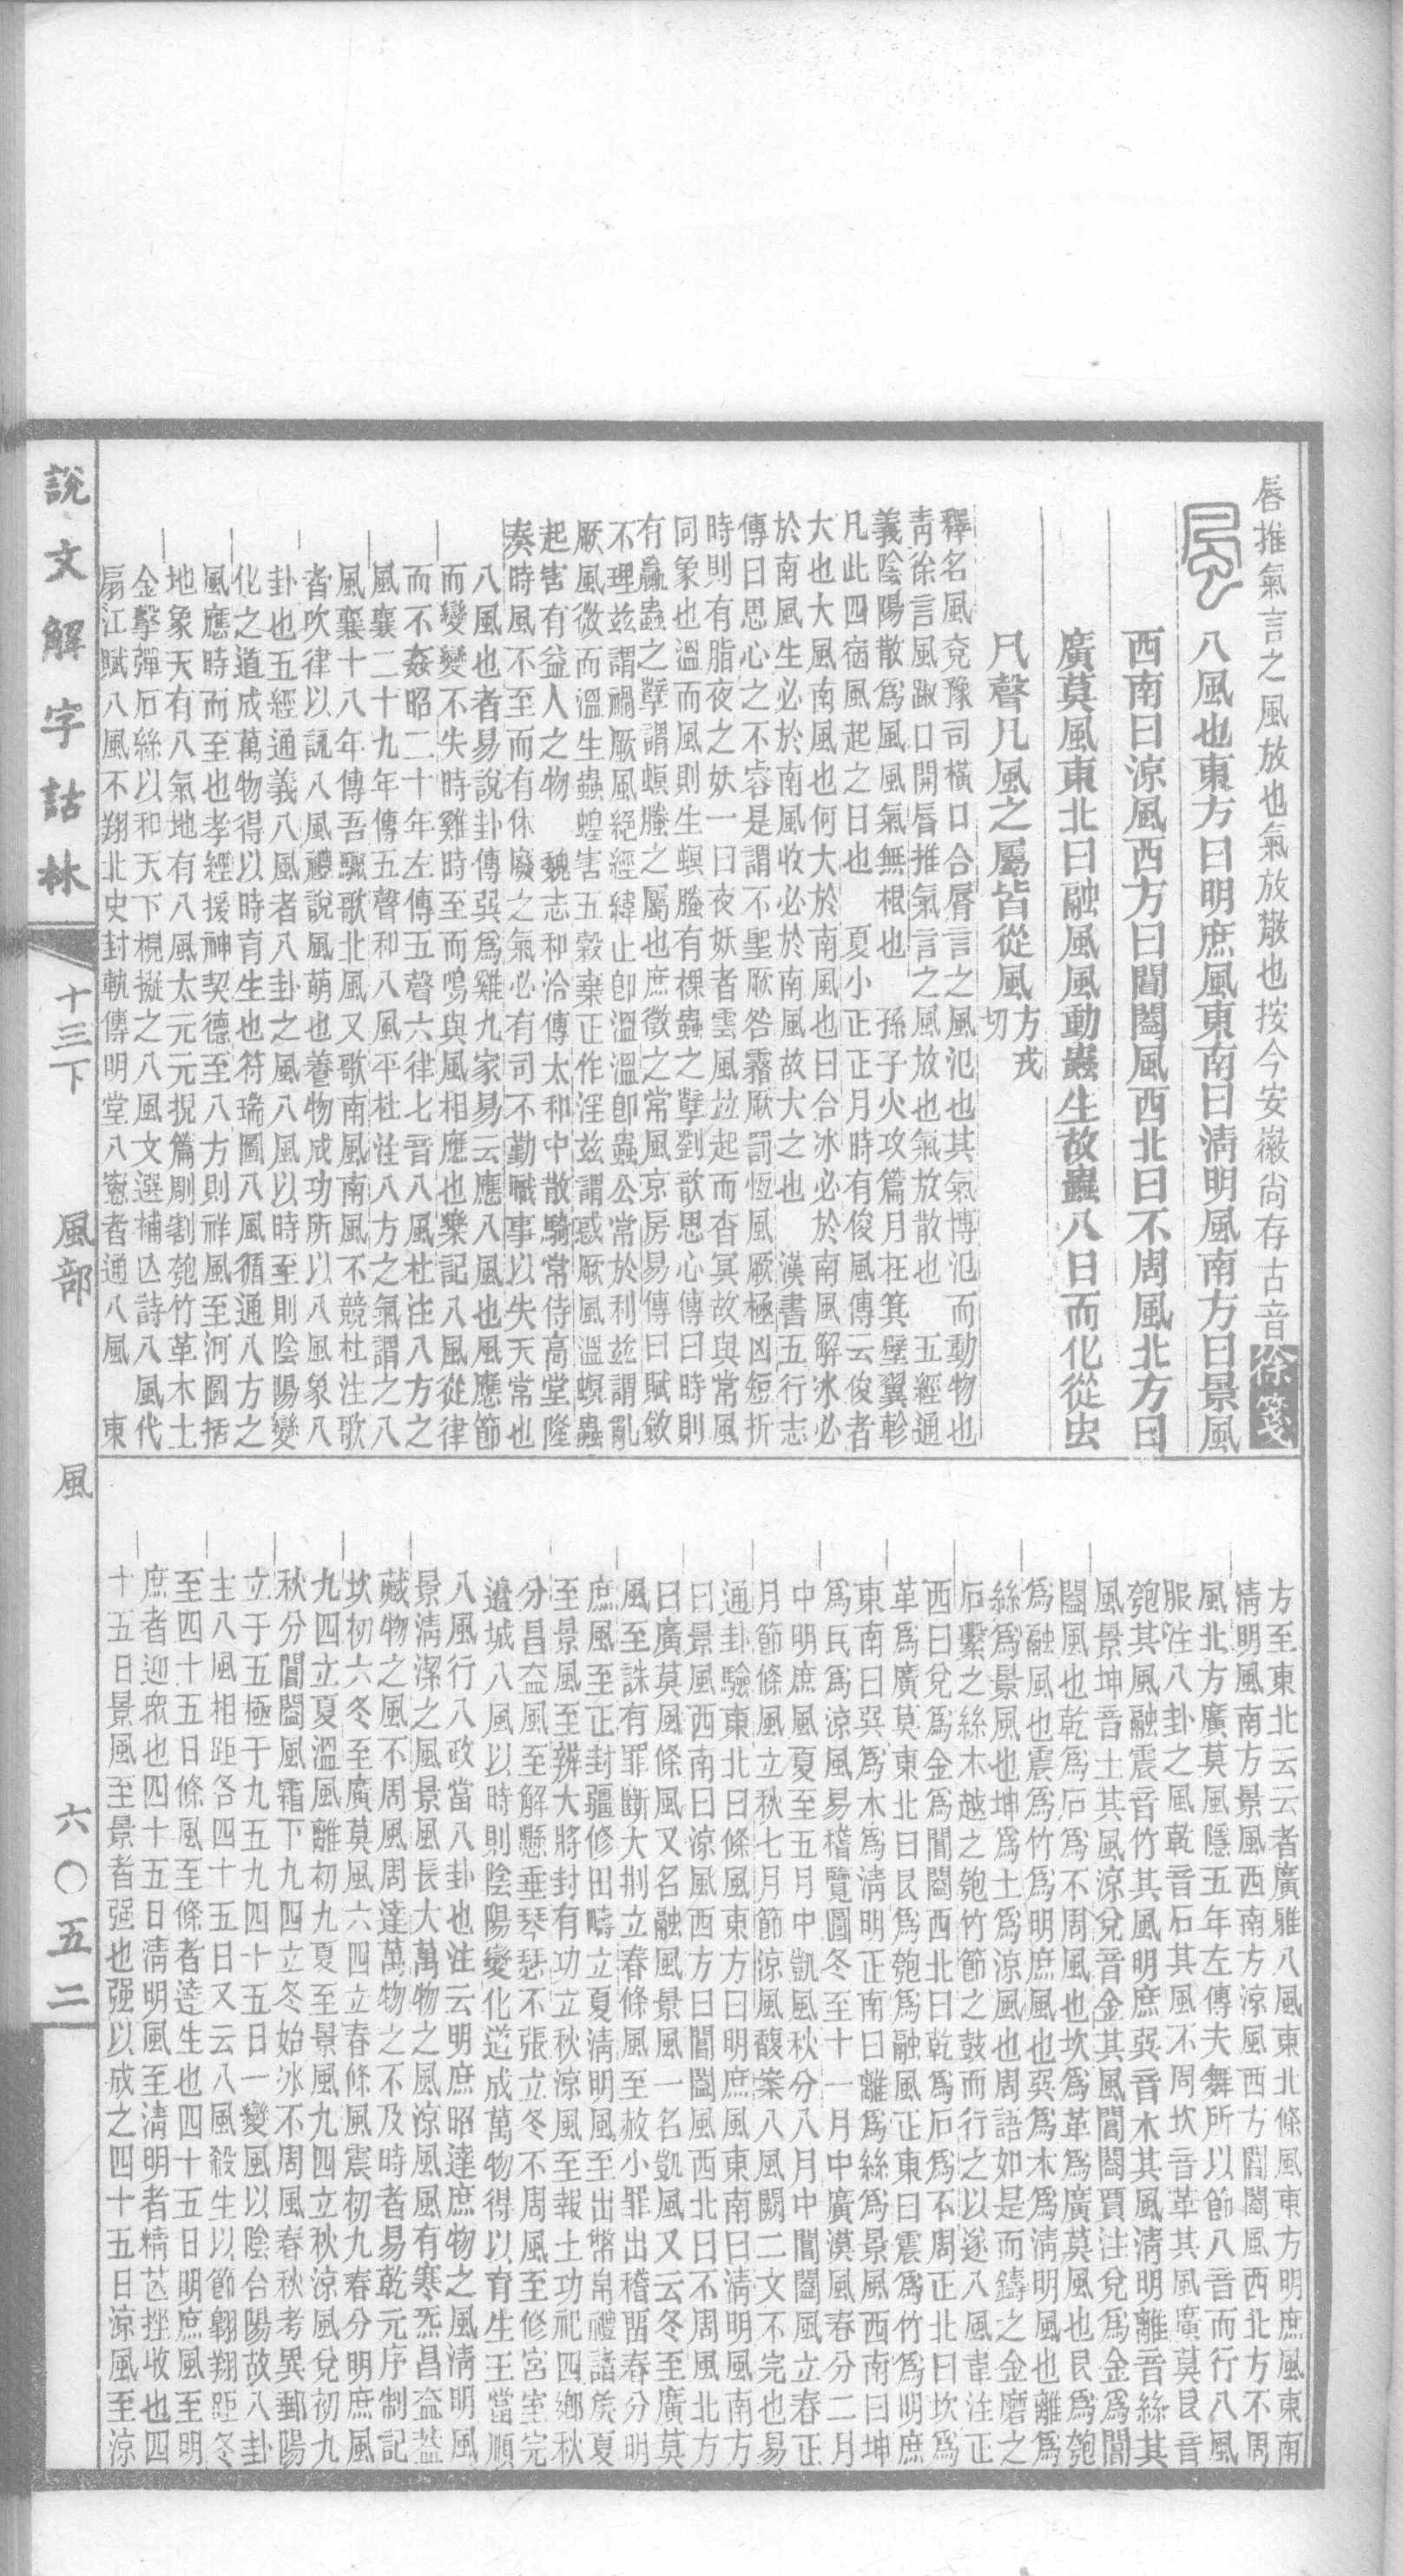 脣推氣言之風放也氣放散也按今安徽尚存古音徐箋
八風也東方曰明庶風東南曰淸明風南方曰景風
西南曰涼風西方曰閶闔風西北曰不周風北方曰
廣莫風東北曰融風風動蟲生故蟲八日而化從虫
凡聲凡風之屬皆從風方戎切
釋名風兗豫司橫口合脣言之風氾也其氣博氾而動物也
靑徐言風踧口開脣推氣言之風放也氣放散也 五經通
義陰陽散爲風風氣無根也 孫子火攻篇月在箕壁翼軫
凡此四宿風起之日也 夏小正正月時有俊風傳云俊者
大也大風南風也何大於南風也曰合冰必於南風解冰必
於南風生必於南風收必於南風故大之也 漢書五行志
傳曰思心之不容是謂不聖厥咎霿厥罰恆風厥極凶短折
時則有脂夜之妖一曰夜妖者雲風竝起而杳冥故與常風
同象也溫而風則生螟螣有裸蟲之孽劉歆思心傳曰時則
有蠃蟲之孽謂螟螣之屬也庶徵之常風京房易傳曰賦斂
不理茲謂禍厥風絕經緯止卽溫溫卽蟲公常於利茲謂亂
厥風微而溫生蟲蝗害五穀棄正作淫茲謂惑厥風溫螟蟲
起害有益人之物 魏志和洽傳太和中散騎常侍高堂隆
奏時風不至而有休廢之氣必有司不勤職事以失天常也
八風也者易說卦傳巽爲雞九家易云應八風也風應節
而變變不失時雞時至而鳴與風相應也樂記八風從律
而不姦昭二十年左傳五聲六律七音八風杜注八方之
風襄二十九年傳五聲和八風平杜注八方之氣謂之八
風襄十八年傳吾驟歌北風又歌南風南風不競杜注歌
者吹律以詠八風禮說風萌也養物成功所以八風象八
卦也五經通義八風者八卦之風八風以時至則陰陽變
化之道成萬物得以時育生也符瑞圖八風循通八方之
風應時而至也孝經援神契德至八方則祥風至河圖括
地象天有八氣地有八風太元元掜篇剛割匏竹革木土
金擊彈石絲以和天下掜擬之八風文選補亡詩八風代
扇江賦八風不翔北史封軌傳明堂八窻者通八風 東
說文解字詁林 十三下 風部 風 六〇五二
方至東北云云者廣雅八風東北條風東方明庶風東南
淸明風南方景風西南方涼風西方閶闔風西北方不周
風北方廣莫風隱五年左傳夫舞所以節八音而行八風
服注八卦之風乾音石其風不周坎音革其風廣莫艮音
匏其風融震音竹其風明庶巽音木其風淸明離音絲其
風景坤音土其風涼兌音金其風閶闔賈注兌爲金爲閶
闔風也乾爲石爲不周風也坎爲革爲廣莫風也艮爲匏
爲融風也震爲竹爲明庶風也巽爲木爲淸明風也離爲
絲爲景風也坤爲土爲涼風也周語如是而鑄之金磨之
石繫之絲木越之匏竹節之鼓而行之以遂八風韋注正
西曰兌爲金爲閶闔西北曰乾爲石爲不周正北曰坎爲
革爲廣莫東北曰艮爲匏爲融風正東曰震爲竹爲明庶
東南曰巽爲木爲淸明正南曰離爲絲爲景風西南曰坤
爲瓦爲涼風易稽覽圖冬至十一月中廣漠風春分二月
中明庶風夏至五月中凱風秋分八月中閶闔風立春正
月節條風立秋七月節涼風馥案八風闕二文不完也易
通卦驗東北曰條風東方曰明庶風東南曰淸明風南方
曰景風西南曰涼風西方曰閶闔風西北曰不周風北方
曰廣莫風條風又名融風景風一名凱風又云冬至廣莫
風至誅有罪斷大刑立春條風至赦小罪出稽留春分明
庶風至正封疆修田疇立夏淸明風至出幣帛禮諸侯夏
至景風至辨大將封有功立秋涼風至報土功祀四鄉秋
分昌盍風至解懸垂琴瑟不張立冬不周風至修宮室完
邊城八風以時則陰陽變化道成萬物得以育生王當順
八風行八政當八卦也注云明庶昭達庶物之風淸明風
景淸潔之風景風長大萬物之風涼風風有寒炁昌盍蓋
藏物之風不周風周達萬物之不及時者易乾元序制記
坎初六冬至廣莫風六四立春條風震初九春分明庶風
九四立夏溫風離初九夏至景風九四立秋涼風兌初九
秋分閶闔風霜下九四立冬始冰不周風春秋考異郵陽
立于五極于九五九四十五日一變風以陰台陽故八卦
主八風相距各四十五日又云八風殺生以節翺翔距冬
至四十五日條風至條者達生也四十五日明庶風至明
庶者迎衆也四十五日淸明風至淸明者精芒挫收也四
十五日景風至景者强也强以成之四十五日涼風至涼